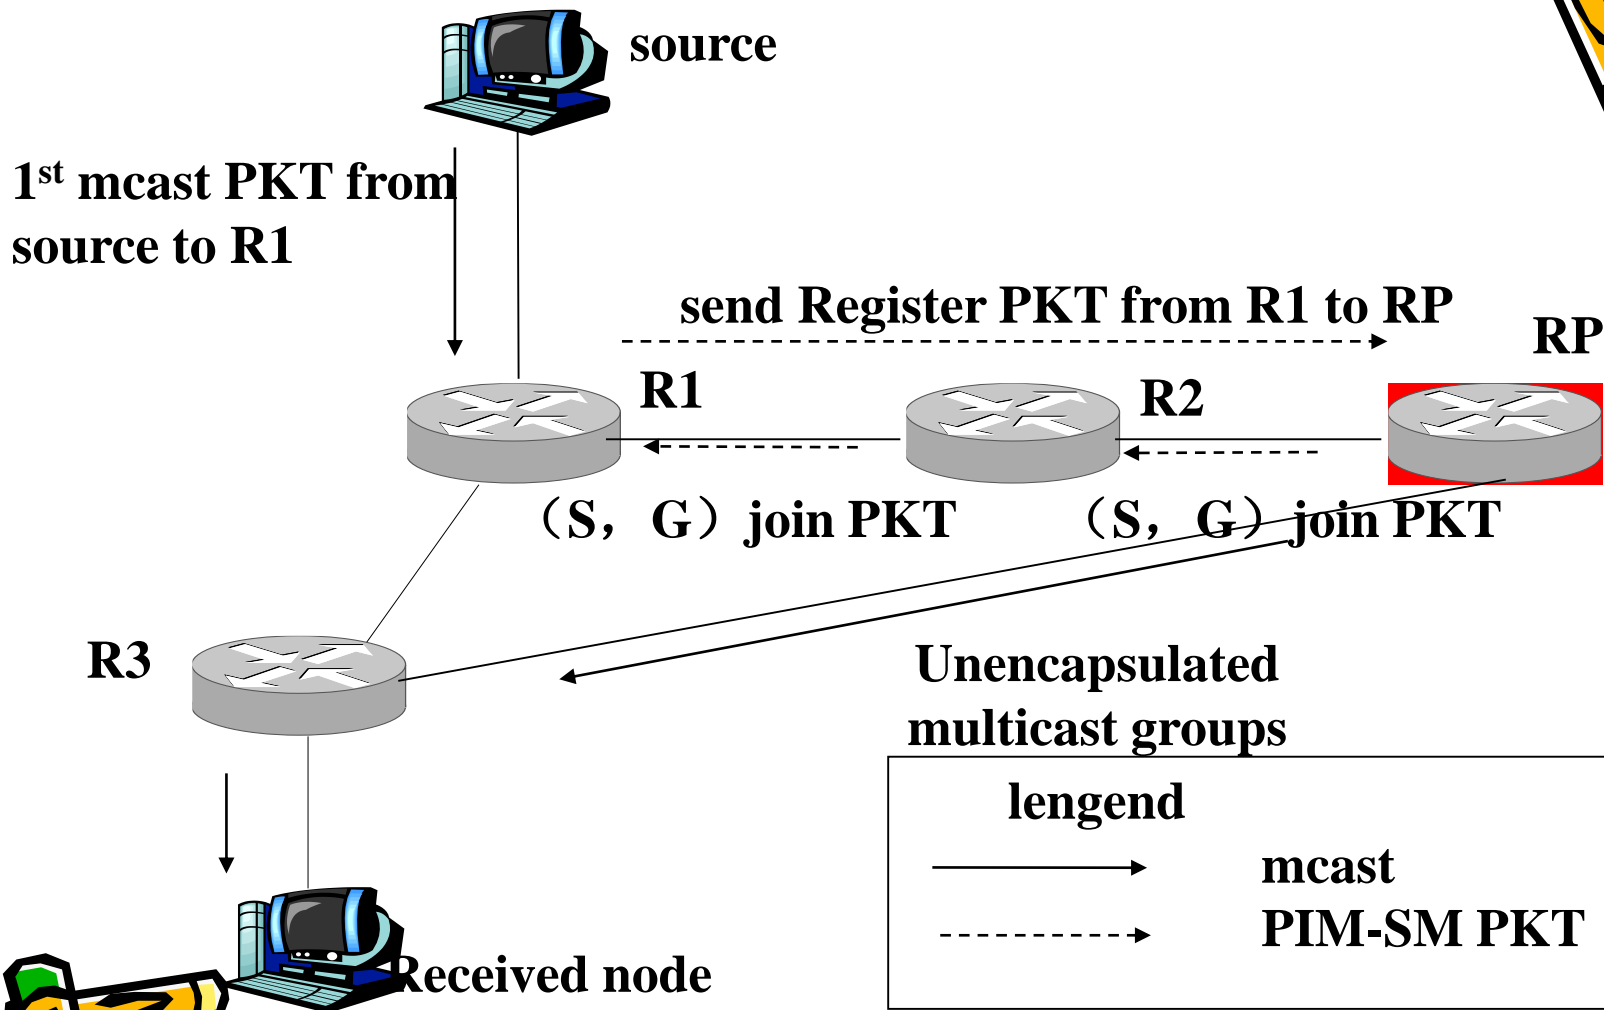 source
1st mcast PKT from
source to R1
send Register PKT from R1 to RP
RP
R1
R2
（S，G）join PKT
（S，G）join PKT
R3
Unencapsulated
multicast groups
lengend
mcast
PIM-SM PKT
Received node